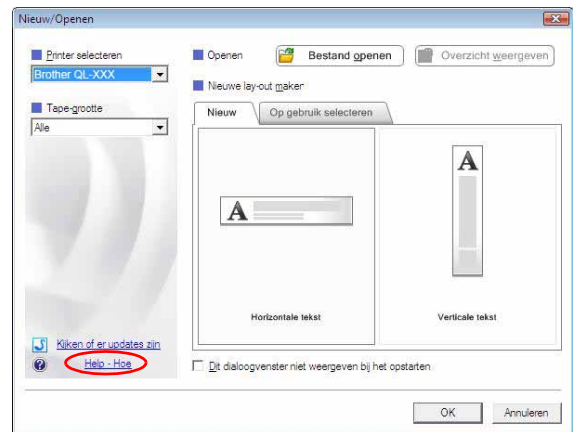 Nieuw/Openen
Printer selecteren
Brother QL-XXX
Tape-grootte
Alle
Kijken of er updates zijn
Help - Hoe
Openen
Bestand openen
Overzicht weergeven
Nieuwe lay-out maker
Nieuw
Op gebruik selecteren
A
Horizontale tekst
A
Verticale tekst
Dit dialoogvenster niet weergeven bij het opstarten
OK
Annuleren